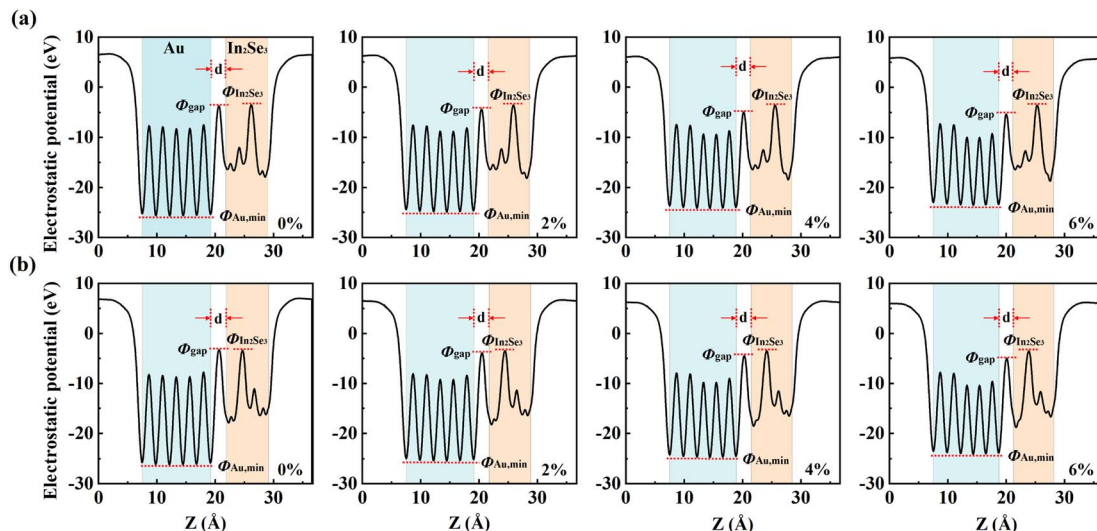 (a)
Electrostatic potential (eV)
10
0
-10
-20
-30
Au
In₂Se₃
d
Φgap
ΦIn₂Se₃
ΦAu,min
0%
0 10 20 30
10
0
-10
-20
-30
d
Φgap
ΦIn₂Se₃
ΦAu,min
2%
0 10 20 30
10
0
-10
-20
-30
d
Φgap
ΦIn₂Se₃
ΦAu,min
4%
0 10 20 30
10
0
-10
-20
-30
d
Φgap
ΦIn₂Se₃
ΦAu,min
6%
0 10 20 30
(b)
Electrostatic potential (eV)
10
0
-10
-20
-30
d
Φgap
ΦIn₂Se₃
ΦAu,min
0%
0 10 20 30
Z (Å)
10
0
-10
-20
-30
d
Φgap
ΦIn₂Se₃
ΦAu,min
2%
0 10 20 30
Z (Å)
10
0
-10
-20
-30
d
Φgap
ΦIn₂Se₃
ΦAu,min
4%
0 10 20 30
Z (Å)
10
0
-10
-20
-30
d
Φgap
ΦIn₂Se₃
ΦAu,min
6%
0 10 20 30
Z (Å)